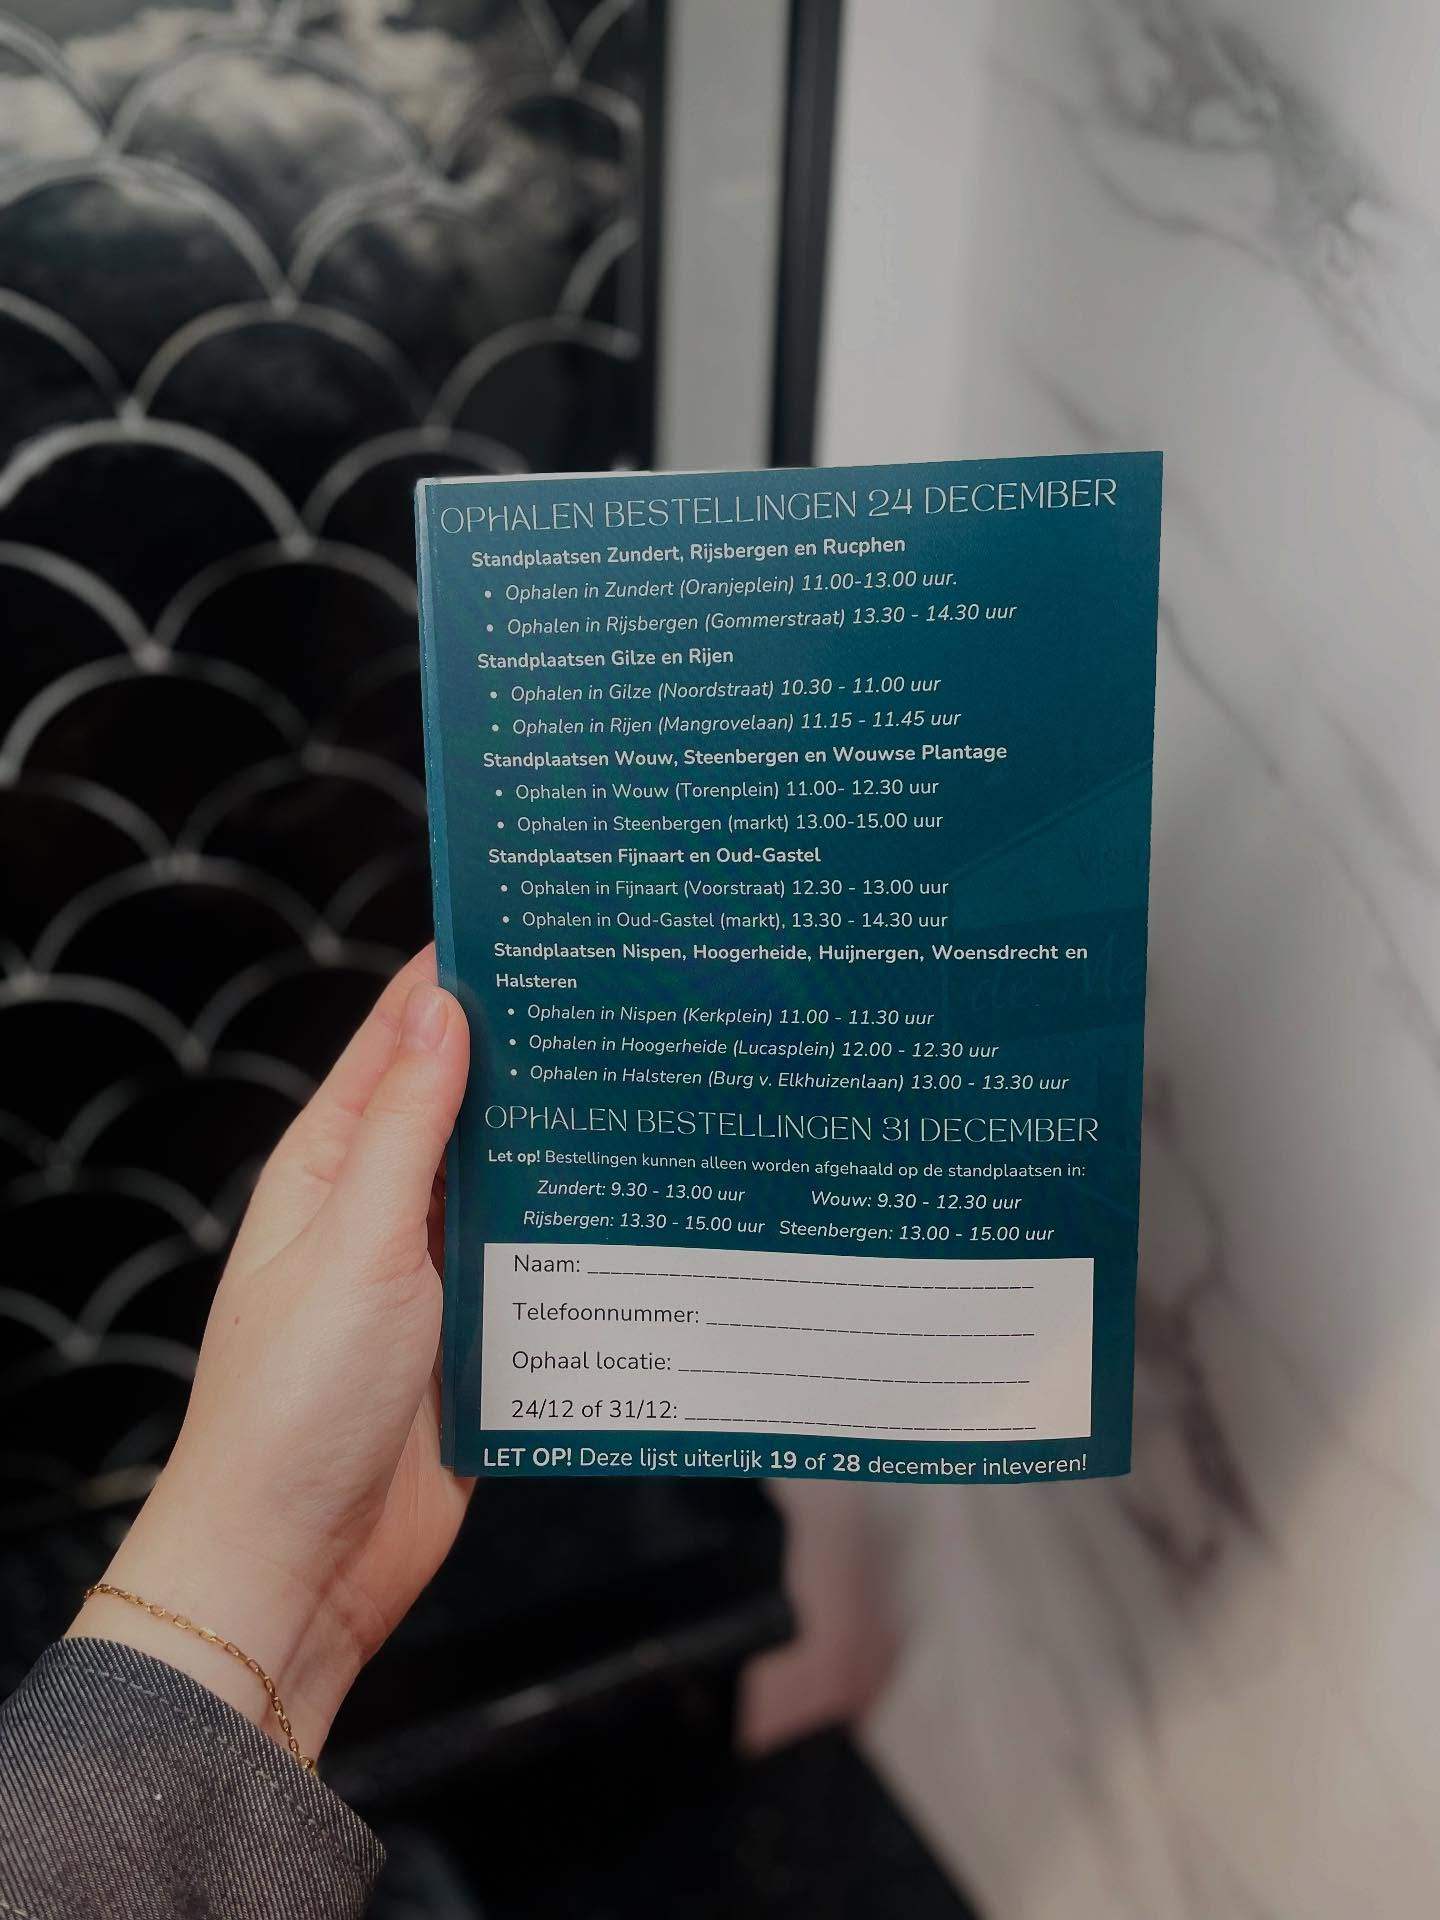 OPHALEN BESTELLINGEN 24 DECEMBER
Standplaatsen Zundert, Rijsbergen en Rucphen
• Ophalen in Zundert (Oranjeplein) 11.00-13.00 uur.
• Ophalen in Rijsbergen (Gommerstraat) 13.30 - 14.30 uur
Standplaatsen Gilze en Rijen
• Ophalen in Gilze (Noordstraat) 10.30 - 11.00 uur
• Ophalen in Rijen (Mangrovelaan) 11.15 - 11.45 uur
Standplaatsen Wouw, Steenbergen en Wouwse Plantage
• Ophalen in Wouw (Torenplein) 11.00- 12.30 uur
• Ophalen in Steenbergen (markt) 13.00-15.00 uur
Standplaatsen Fijnaart en Oud-Gastel
• Ophalen in Fijnaart (Voorstraat) 12.30 - 13.00 uur
• Ophalen in Oud-Gastel (markt), 13.30 - 14.30 uur
Standplaatsen Nispen, Hoogerheide, Huijnergen, Woensdrecht en
Halsteren
• Ophalen in Nispen (Kerkplein) 11.00 - 11.30 uur
• Ophalen in Hoogerheide (Lucasplein) 12.00 - 12.30 uur
• Ophalen in Halsteren (Burg v. Elkhuizenlaan) 13.00 - 13.30 uur
OPHALEN BESTELLINGEN 31 DECEMBER
Let op! Bestellingen kunnen alleen worden afgehaald op de standplaatsen in:
Zundert: 9.30 - 13.00 uur Wouw: 9.30 - 12.30 uur
Rijsbergen: 13.30 - 15.00 uur Steenbergen: 13.00 - 15.00 uur
Naam: ____________________________________
Telefoonnummer: ____________________________
Ophaal locatie: ______________________________
24/12 of 31/12: ______________________________
LET OP! Deze lijst uiterlijk 19 of 28 december inleveren!